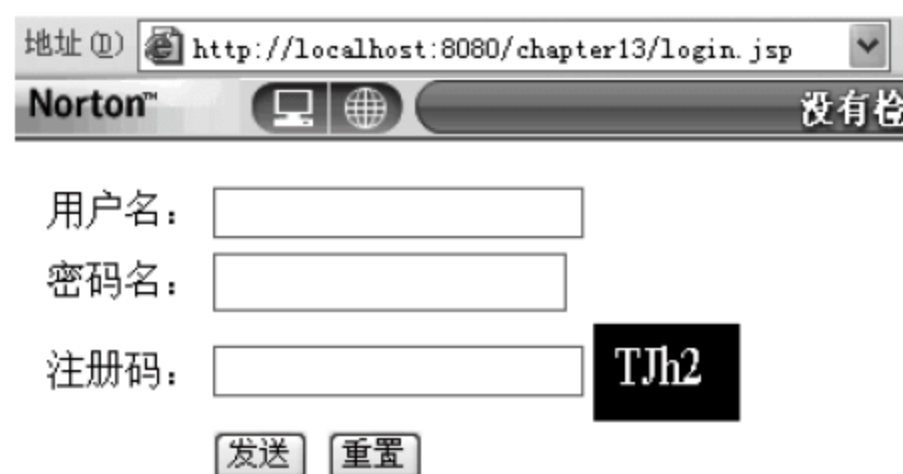 地址(D) http://localhost:8080/chapter13/login.jsp
Norton™ 没有检
用户名：
密码名：
注册码： TJh2
发送 重置